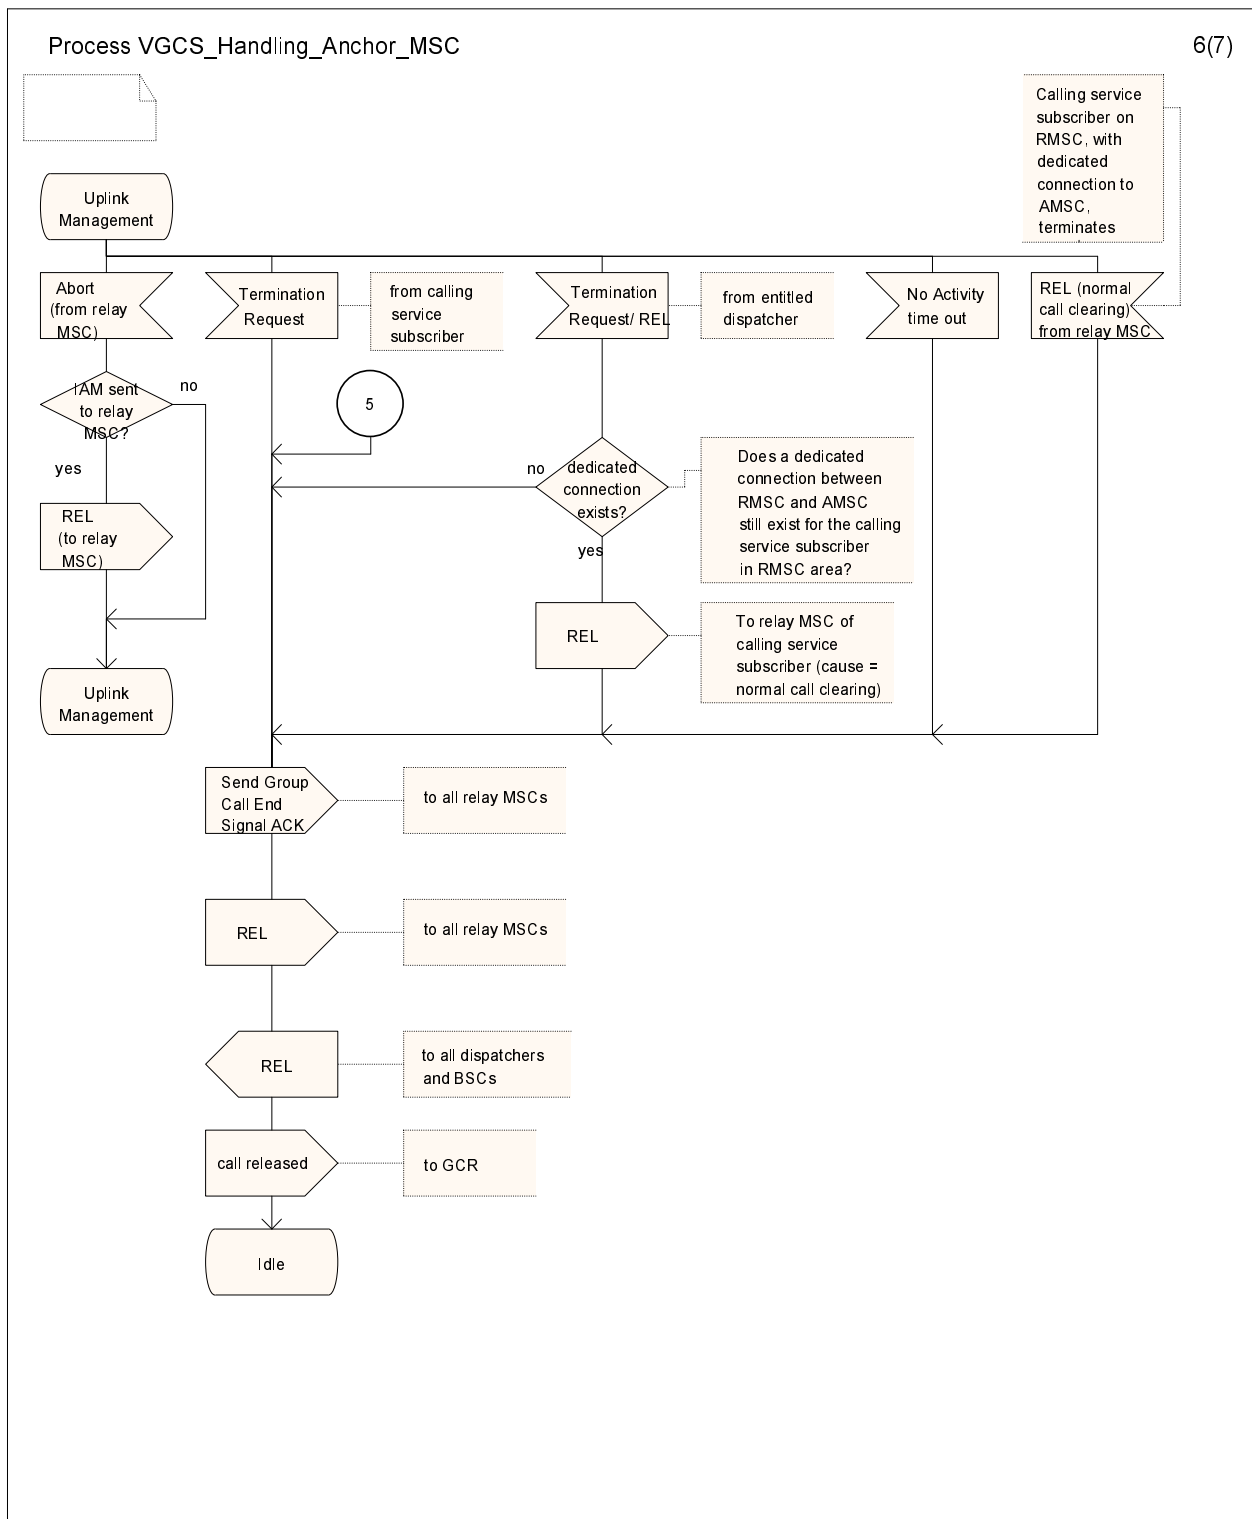 Process VGCS_Handling_Anchor_MSC
6(7)
Calling service
subscriber on
RMSC, with
dedicated
connection to
AMSC,
terminates
Uplink
Management
Abort
(from relay
MSC)
Termination
Request
from calling
service
subscriber
Termination
Request/ REL
from entitled
dispatcher
No Activity
time out
REL (normal
call clearing)
from relay MSC
IAM sent
to relay
MSC?
no
yes
5
no
dedicated
connection
exists?
yes
Does a dedicated
connection between
RMSC and AMSC
still exist for the calling
service subscriber
in RMSC area?
REL
(to relay
MSC)
REL
To relay MSC of
calling service
subscriber (cause =
normal call clearing)
Uplink
Management
Send Group
Call End
Signal ACK
to all relay MSCs
REL
to all relay MSCs
REL
to all dispatchers
and BSCs
call released
to GCR
Idle